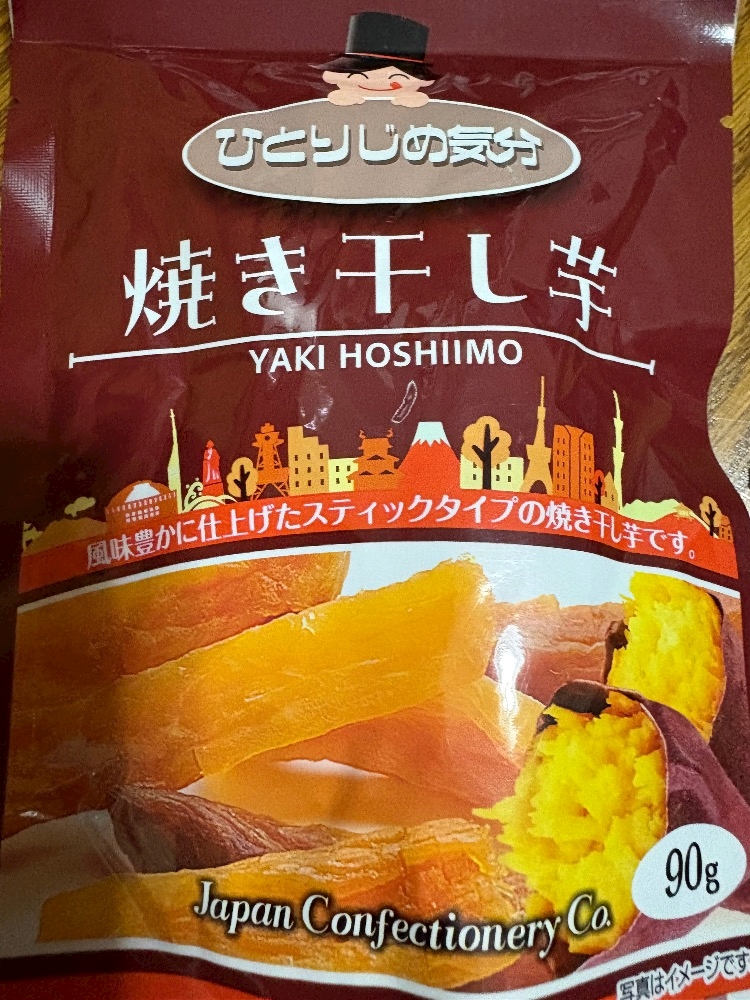 ひとりじめ気分
焼き干し芋
YAKI HOSHIIMO
風味豊かに仕上げたスティックタイプの焼き干し芋です。
90g
Japan Confectionery Co.
写真はイメージです